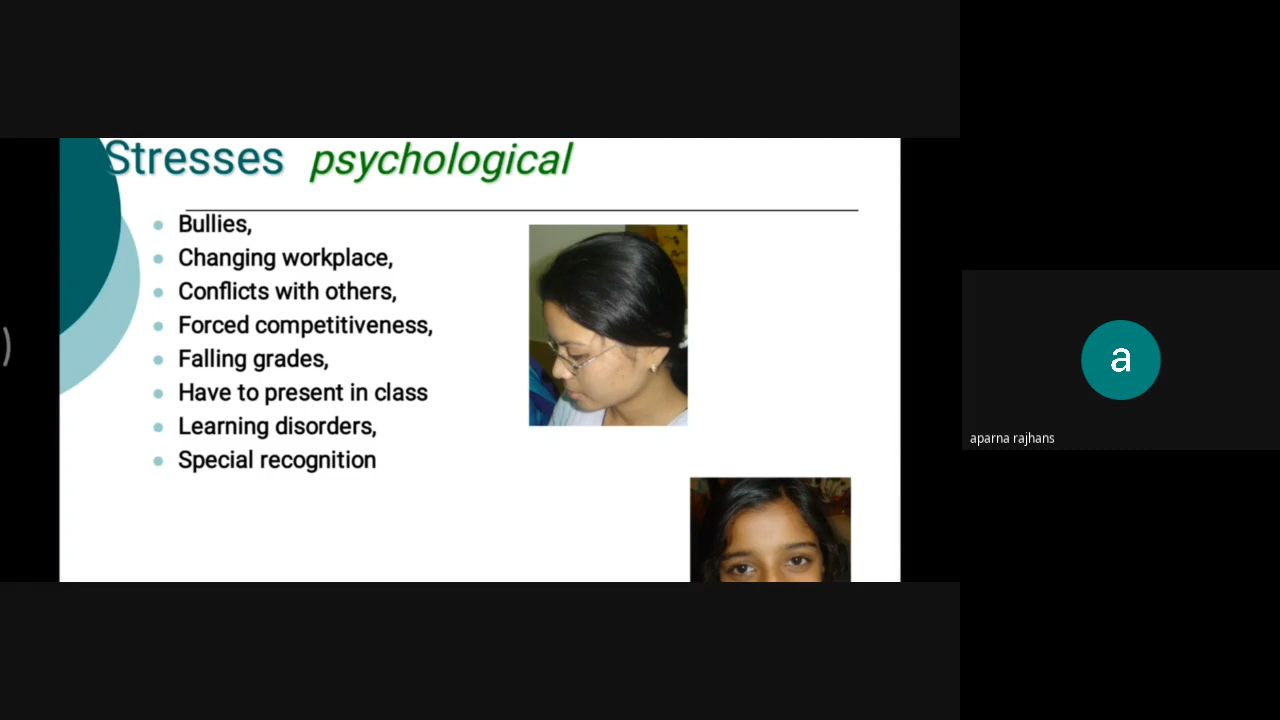 Stresses psychological
Bullies,
Changing workplace,
Conflicts with others,
Forced competitiveness,
Falling grades,
Have to present in class
Learning disorders,
Special recognition
a
aparna rajhans